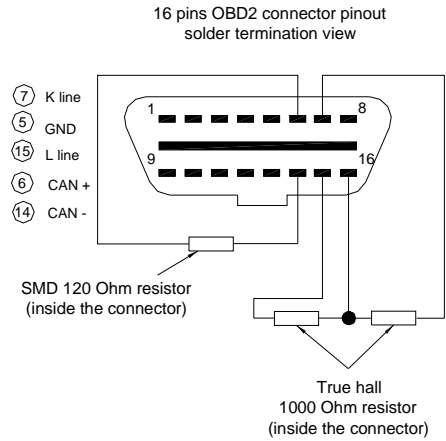 16 pins OBD2 connector pinout
solder termination view
7 K line
5 GND
15 L line
6 CAN +
14 CAN -
1 8
9 16
SMD 120 Ohm resistor
(inside the connector)
True hall
1000 Ohm resistor
(inside the connector)